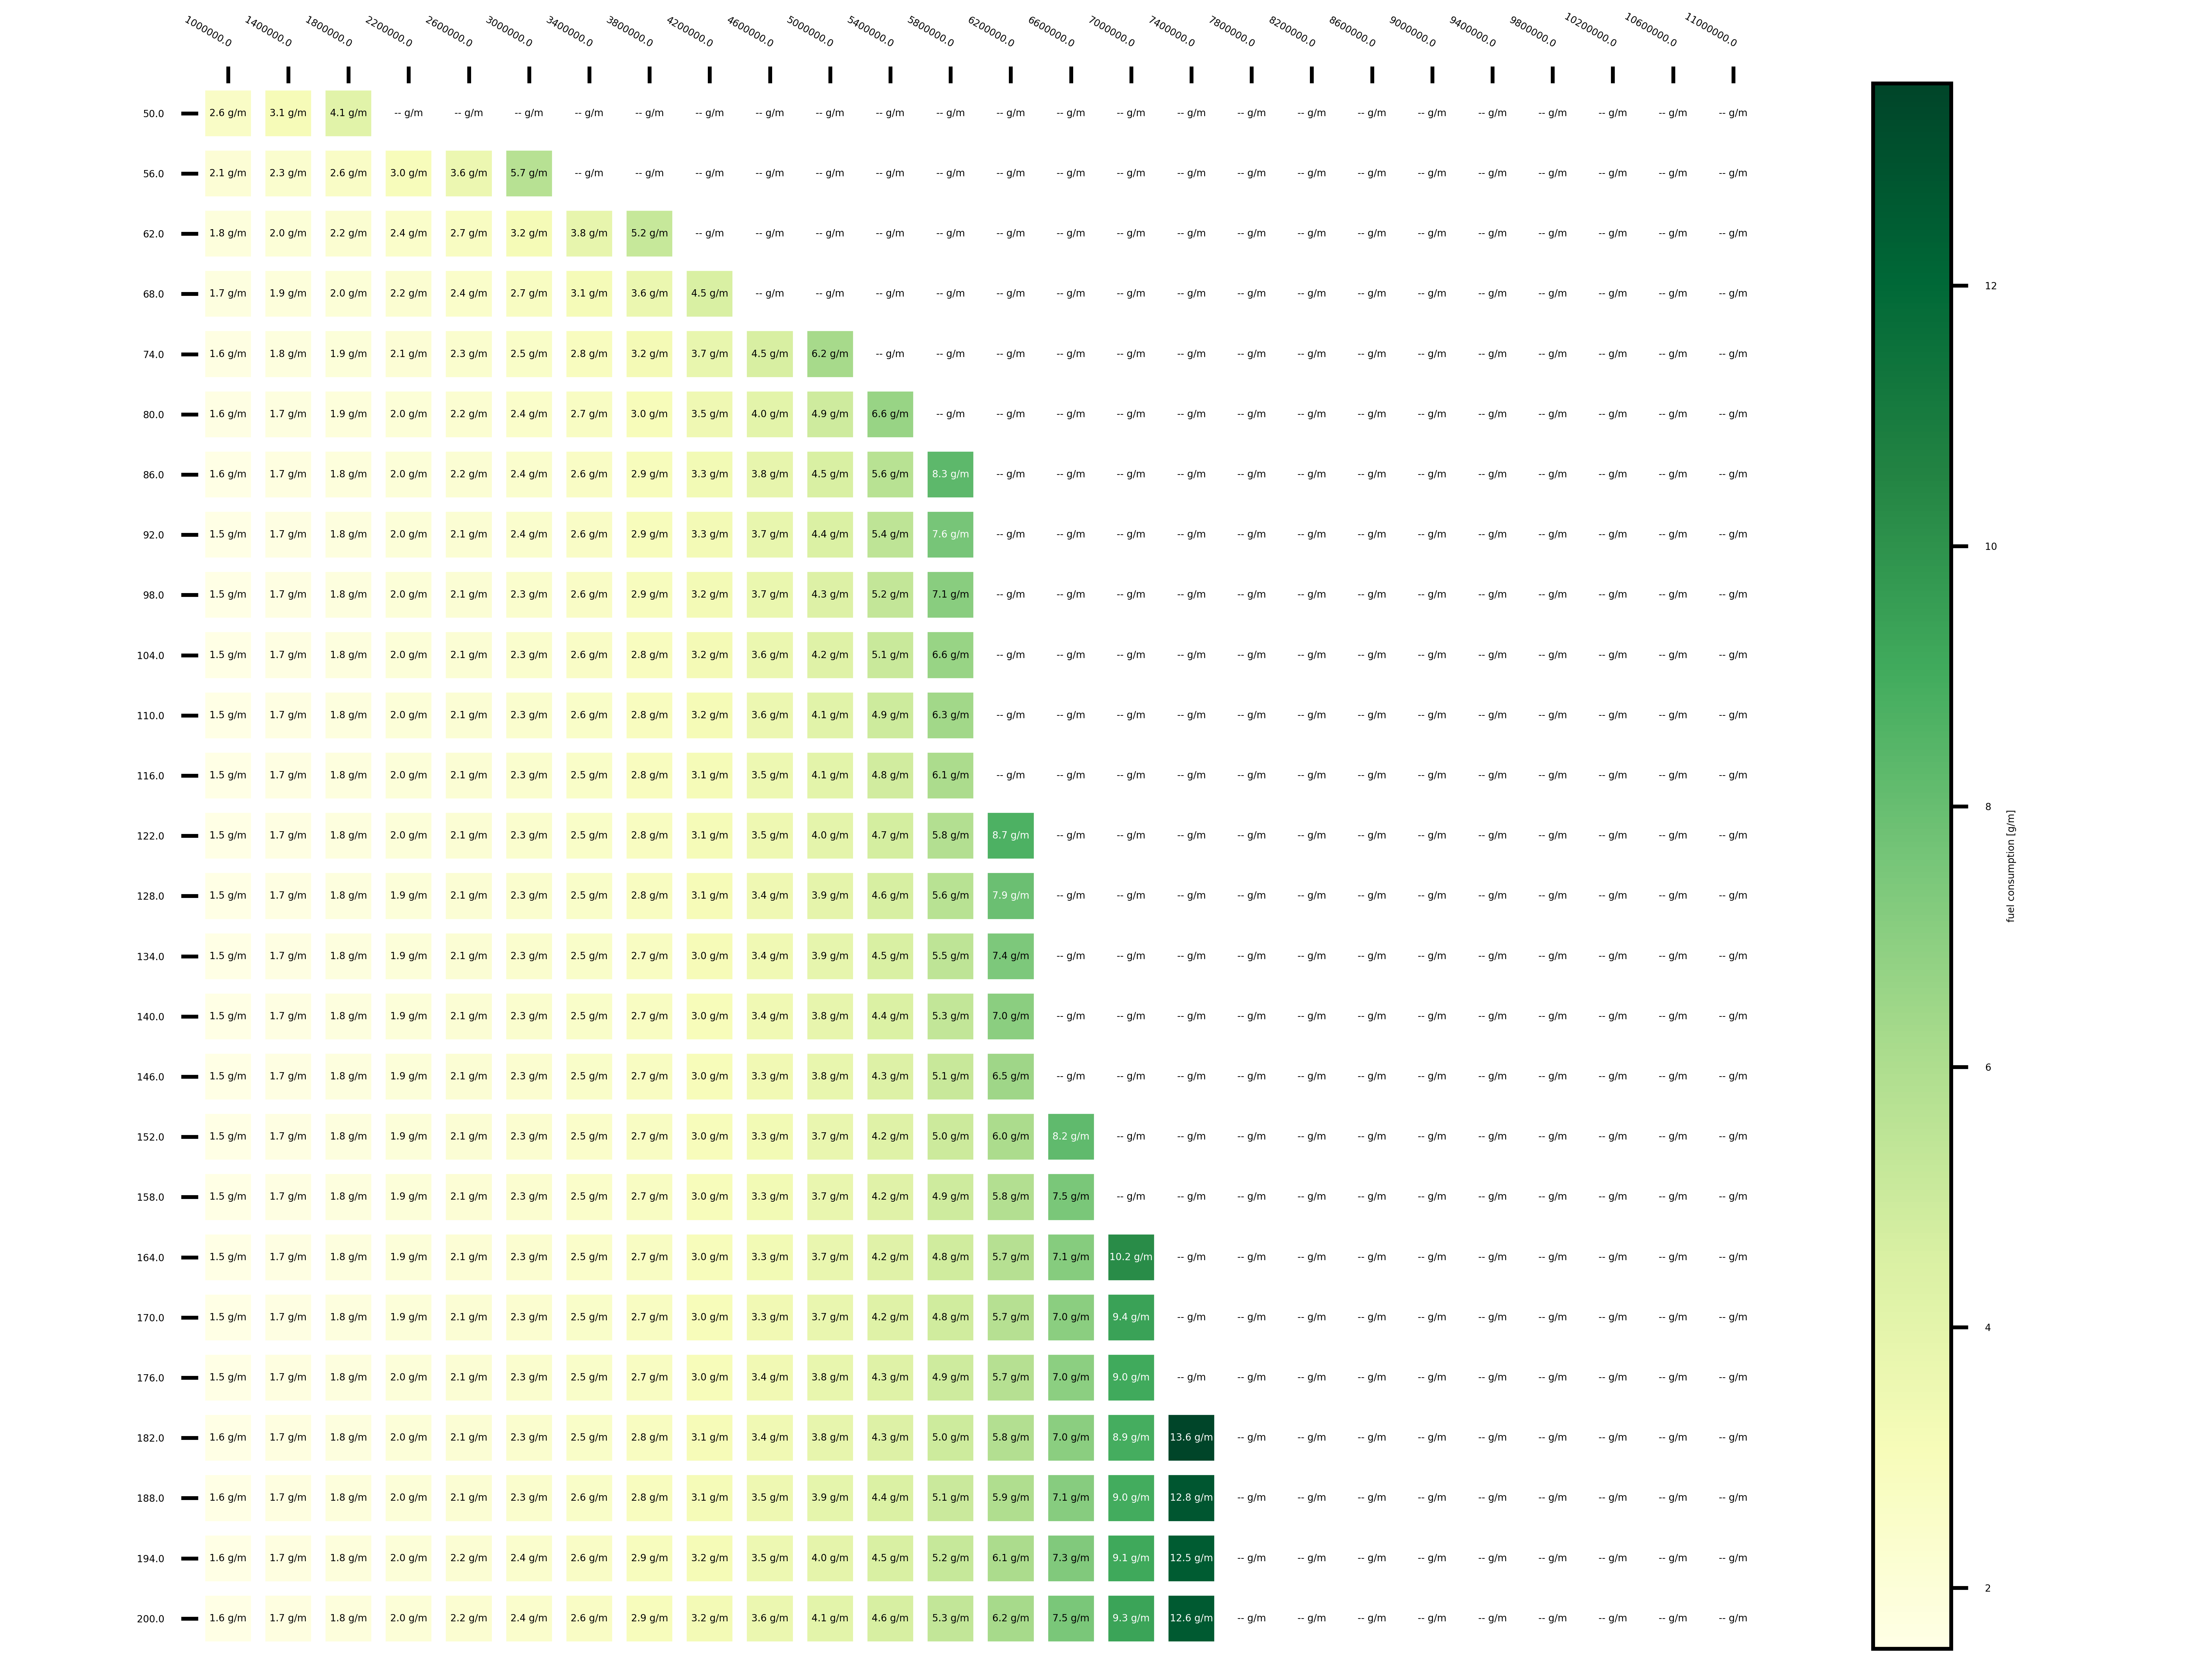 1000000.0 1400000.0 1800000.0 2200000.0 2600000.0 3000000.0 3400000.0 3800000.0 4200000.0 4600000.0 5000000.0 5400000.0 5800000.0 6200000.0 6600000.0 7000000.0 7400000.0 7800000.0 8200000.0 8600000.0 9000000.0 9400000.0 9800000.0 10200000.0 10600000.0 11000000.0
50.0 2.6 g/m 3.1 g/m 4.1 g/m -- g/m -- g/m -- g/m -- g/m -- g/m -- g/m -- g/m -- g/m -- g/m -- g/m -- g/m -- g/m -- g/m -- g/m -- g/m -- g/m -- g/m -- g/m -- g/m -- g/m -- g/m -- g/m -- g/m
56.0 2.1 g/m 2.3 g/m 2.6 g/m 3.0 g/m 3.6 g/m 5.7 g/m -- g/m -- g/m -- g/m -- g/m -- g/m -- g/m -- g/m -- g/m -- g/m -- g/m -- g/m -- g/m -- g/m -- g/m -- g/m -- g/m -- g/m -- g/m -- g/m -- g/m
62.0 1.8 g/m 2.0 g/m 2.2 g/m 2.4 g/m 2.7 g/m 3.2 g/m 3.8 g/m 5.2 g/m -- g/m -- g/m -- g/m -- g/m -- g/m -- g/m -- g/m -- g/m -- g/m -- g/m -- g/m -- g/m -- g/m -- g/m -- g/m -- g/m -- g/m -- g/m
68.0 1.7 g/m 1.9 g/m 2.0 g/m 2.2 g/m 2.4 g/m 2.7 g/m 3.1 g/m 3.6 g/m 4.5 g/m -- g/m -- g/m -- g/m -- g/m -- g/m -- g/m -- g/m -- g/m -- g/m -- g/m -- g/m -- g/m -- g/m -- g/m -- g/m -- g/m -- g/m
12
74.0 1.6 g/m 1.8 g/m 1.9 g/m 2.1 g/m 2.3 g/m 2.5 g/m 2.8 g/m 3.2 g/m 3.7 g/m 4.5 g/m 6.2 g/m -- g/m -- g/m -- g/m -- g/m -- g/m -- g/m -- g/m -- g/m -- g/m -- g/m -- g/m -- g/m -- g/m -- g/m -- g/m
80.0 1.6 g/m 1.7 g/m 1.9 g/m 2.0 g/m 2.2 g/m 2.4 g/m 2.7 g/m 3.0 g/m 3.5 g/m 4.0 g/m 4.9 g/m 6.6 g/m -- g/m -- g/m -- g/m -- g/m -- g/m -- g/m -- g/m -- g/m -- g/m -- g/m -- g/m -- g/m -- g/m -- g/m
86.0 1.6 g/m 1.7 g/m 1.8 g/m 2.0 g/m 2.2 g/m 2.4 g/m 2.6 g/m 2.9 g/m 3.3 g/m 3.8 g/m 4.5 g/m 5.6 g/m 8.3 g/m -- g/m -- g/m -- g/m -- g/m -- g/m -- g/m -- g/m -- g/m -- g/m -- g/m -- g/m -- g/m -- g/m
92.0 1.5 g/m 1.7 g/m 1.8 g/m 2.0 g/m 2.1 g/m 2.4 g/m 2.6 g/m 2.9 g/m 3.3 g/m 3.7 g/m 4.4 g/m 5.4 g/m 7.6 g/m -- g/m -- g/m -- g/m -- g/m -- g/m -- g/m -- g/m -- g/m -- g/m -- g/m -- g/m -- g/m -- g/m
10
98.0 1.5 g/m 1.7 g/m 1.8 g/m 2.0 g/m 2.1 g/m 2.3 g/m 2.6 g/m 2.9 g/m 3.2 g/m 3.7 g/m 4.3 g/m 5.2 g/m 7.1 g/m -- g/m -- g/m -- g/m -- g/m -- g/m -- g/m -- g/m -- g/m -- g/m -- g/m -- g/m -- g/m -- g/m
104.0 1.5 g/m 1.7 g/m 1.8 g/m 2.0 g/m 2.1 g/m 2.3 g/m 2.6 g/m 2.8 g/m 3.2 g/m 3.6 g/m 4.2 g/m 5.1 g/m 6.6 g/m -- g/m -- g/m -- g/m -- g/m -- g/m -- g/m -- g/m -- g/m -- g/m -- g/m -- g/m -- g/m -- g/m
110.0 1.5 g/m 1.7 g/m 1.8 g/m 2.0 g/m 2.1 g/m 2.3 g/m 2.6 g/m 2.8 g/m 3.2 g/m 3.6 g/m 4.1 g/m 4.9 g/m 6.3 g/m -- g/m -- g/m -- g/m -- g/m -- g/m -- g/m -- g/m -- g/m -- g/m -- g/m -- g/m -- g/m -- g/m
116.0 1.5 g/m 1.7 g/m 1.8 g/m 2.0 g/m 2.1 g/m 2.3 g/m 2.5 g/m 2.8 g/m 3.1 g/m 3.5 g/m 4.1 g/m 4.8 g/m 6.1 g/m -- g/m -- g/m -- g/m -- g/m -- g/m -- g/m -- g/m -- g/m -- g/m -- g/m -- g/m -- g/m -- g/m
8
122.0 1.5 g/m 1.7 g/m 1.8 g/m 2.0 g/m 2.1 g/m 2.3 g/m 2.5 g/m 2.8 g/m 3.1 g/m 3.5 g/m 4.0 g/m 4.7 g/m 5.8 g/m 8.7 g/m -- g/m -- g/m -- g/m -- g/m -- g/m -- g/m -- g/m -- g/m -- g/m -- g/m -- g/m -- g/m
fuel consumption [g/m]
128.0 1.5 g/m 1.7 g/m 1.8 g/m 1.9 g/m 2.1 g/m 2.3 g/m 2.5 g/m 2.8 g/m 3.1 g/m 3.4 g/m 3.9 g/m 4.6 g/m 5.6 g/m 7.9 g/m -- g/m -- g/m -- g/m -- g/m -- g/m -- g/m -- g/m -- g/m -- g/m -- g/m -- g/m -- g/m
134.0 1.5 g/m 1.7 g/m 1.8 g/m 1.9 g/m 2.1 g/m 2.3 g/m 2.5 g/m 2.7 g/m 3.0 g/m 3.4 g/m 3.9 g/m 4.5 g/m 5.5 g/m 7.4 g/m -- g/m -- g/m -- g/m -- g/m -- g/m -- g/m -- g/m -- g/m -- g/m -- g/m -- g/m -- g/m
140.0 1.5 g/m 1.7 g/m 1.8 g/m 1.9 g/m 2.1 g/m 2.3 g/m 2.5 g/m 2.7 g/m 3.0 g/m 3.4 g/m 3.8 g/m 4.4 g/m 5.3 g/m 7.0 g/m -- g/m -- g/m -- g/m -- g/m -- g/m -- g/m -- g/m -- g/m -- g/m -- g/m -- g/m -- g/m
6
146.0 1.5 g/m 1.7 g/m 1.8 g/m 1.9 g/m 2.1 g/m 2.3 g/m 2.5 g/m 2.7 g/m 3.0 g/m 3.3 g/m 3.8 g/m 4.3 g/m 5.1 g/m 6.5 g/m -- g/m -- g/m -- g/m -- g/m -- g/m -- g/m -- g/m -- g/m -- g/m -- g/m -- g/m -- g/m
152.0 1.5 g/m 1.7 g/m 1.8 g/m 1.9 g/m 2.1 g/m 2.3 g/m 2.5 g/m 2.7 g/m 3.0 g/m 3.3 g/m 3.7 g/m 4.2 g/m 5.0 g/m 6.0 g/m 8.2 g/m -- g/m -- g/m -- g/m -- g/m -- g/m -- g/m -- g/m -- g/m -- g/m -- g/m -- g/m
158.0 1.5 g/m 1.7 g/m 1.8 g/m 1.9 g/m 2.1 g/m 2.3 g/m 2.5 g/m 2.7 g/m 3.0 g/m 3.3 g/m 3.7 g/m 4.2 g/m 4.9 g/m 5.8 g/m 7.5 g/m -- g/m -- g/m -- g/m -- g/m -- g/m -- g/m -- g/m -- g/m -- g/m -- g/m -- g/m
164.0 1.5 g/m 1.7 g/m 1.8 g/m 1.9 g/m 2.1 g/m 2.3 g/m 2.5 g/m 2.7 g/m 3.0 g/m 3.3 g/m 3.7 g/m 4.2 g/m 4.8 g/m 5.7 g/m 7.1 g/m 10.2 g/m -- g/m -- g/m -- g/m -- g/m -- g/m -- g/m -- g/m -- g/m -- g/m -- g/m
170.0 1.5 g/m 1.7 g/m 1.8 g/m 1.9 g/m 2.1 g/m 2.3 g/m 2.5 g/m 2.7 g/m 3.0 g/m 3.3 g/m 3.7 g/m 4.2 g/m 4.8 g/m 5.7 g/m 7.0 g/m 9.4 g/m -- g/m -- g/m -- g/m -- g/m -- g/m -- g/m -- g/m -- g/m -- g/m -- g/m
4
176.0 1.5 g/m 1.7 g/m 1.8 g/m 2.0 g/m 2.1 g/m 2.3 g/m 2.5 g/m 2.7 g/m 3.0 g/m 3.4 g/m 3.8 g/m 4.3 g/m 4.9 g/m 5.7 g/m 7.0 g/m 9.0 g/m -- g/m -- g/m -- g/m -- g/m -- g/m -- g/m -- g/m -- g/m -- g/m -- g/m
182.0 1.6 g/m 1.7 g/m 1.8 g/m 2.0 g/m 2.1 g/m 2.3 g/m 2.5 g/m 2.8 g/m 3.1 g/m 3.4 g/m 3.8 g/m 4.3 g/m 5.0 g/m 5.8 g/m 7.0 g/m 8.9 g/m 13.6 g/m -- g/m -- g/m -- g/m -- g/m -- g/m -- g/m -- g/m -- g/m -- g/m
188.0 1.6 g/m 1.7 g/m 1.8 g/m 2.0 g/m 2.1 g/m 2.3 g/m 2.6 g/m 2.8 g/m 3.1 g/m 3.5 g/m 3.9 g/m 4.4 g/m 5.1 g/m 5.9 g/m 7.1 g/m 9.0 g/m 12.8 g/m -- g/m -- g/m -- g/m -- g/m -- g/m -- g/m -- g/m -- g/m -- g/m
194.0 1.6 g/m 1.7 g/m 1.8 g/m 2.0 g/m 2.2 g/m 2.4 g/m 2.6 g/m 2.9 g/m 3.2 g/m 3.5 g/m 4.0 g/m 4.5 g/m 5.2 g/m 6.1 g/m 7.3 g/m 9.1 g/m 12.5 g/m -- g/m -- g/m -- g/m -- g/m -- g/m -- g/m -- g/m -- g/m -- g/m
2
200.0 1.6 g/m 1.7 g/m 1.8 g/m 2.0 g/m 2.2 g/m 2.4 g/m 2.6 g/m 2.9 g/m 3.2 g/m 3.6 g/m 4.1 g/m 4.6 g/m 5.3 g/m 6.2 g/m 7.5 g/m 9.3 g/m 12.6 g/m -- g/m -- g/m -- g/m -- g/m -- g/m -- g/m -- g/m -- g/m -- g/m